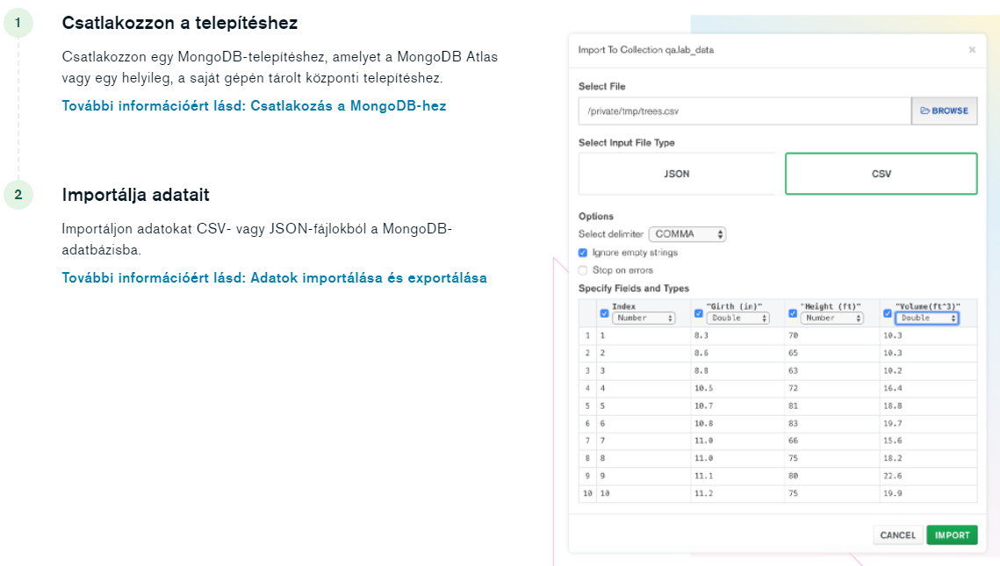 1
Csatlakozzon a telepítéshez
Csatlakozzon egy MongoDB-telepítéshez, amelyet a MongoDB Atlas
vagy egy helyileg, a saját gépén tárolt központi telepítéshez.
További információért lásd: Csatlakozás a MongoDB-hez
2
Importálja adatait
Importáljon adatokat CSV- vagy JSON-fájlokból a MongoDB-
adatbázisba.
További információért lásd: Adatok importálása és exportálása
Import To Collection qa.lab_data
Select File
/private/tmp/trees.csv BROWSE
Select Input File Type
JSON CSV
Options
Select delimiter COMMA
Ignore empty strings
Stop on errors
Specify Fields and Types
Index "Girth (in)" "Height (ft)" "Volume(ft^3)"
Number Double Number Double
1 1 8.3 70 10.3
2 2 8.6 65 10.3
3 3 8.8 63 10.2
4 4 10.5 72 16.4
5 5 10.7 81 18.8
6 6 10.8 83 19.7
7 7 11.0 66 15.6
8 8 11.0 75 18.2
9 9 11.1 80 22.6
10 10 11.2 75 19.9
CANCEL IMPORT